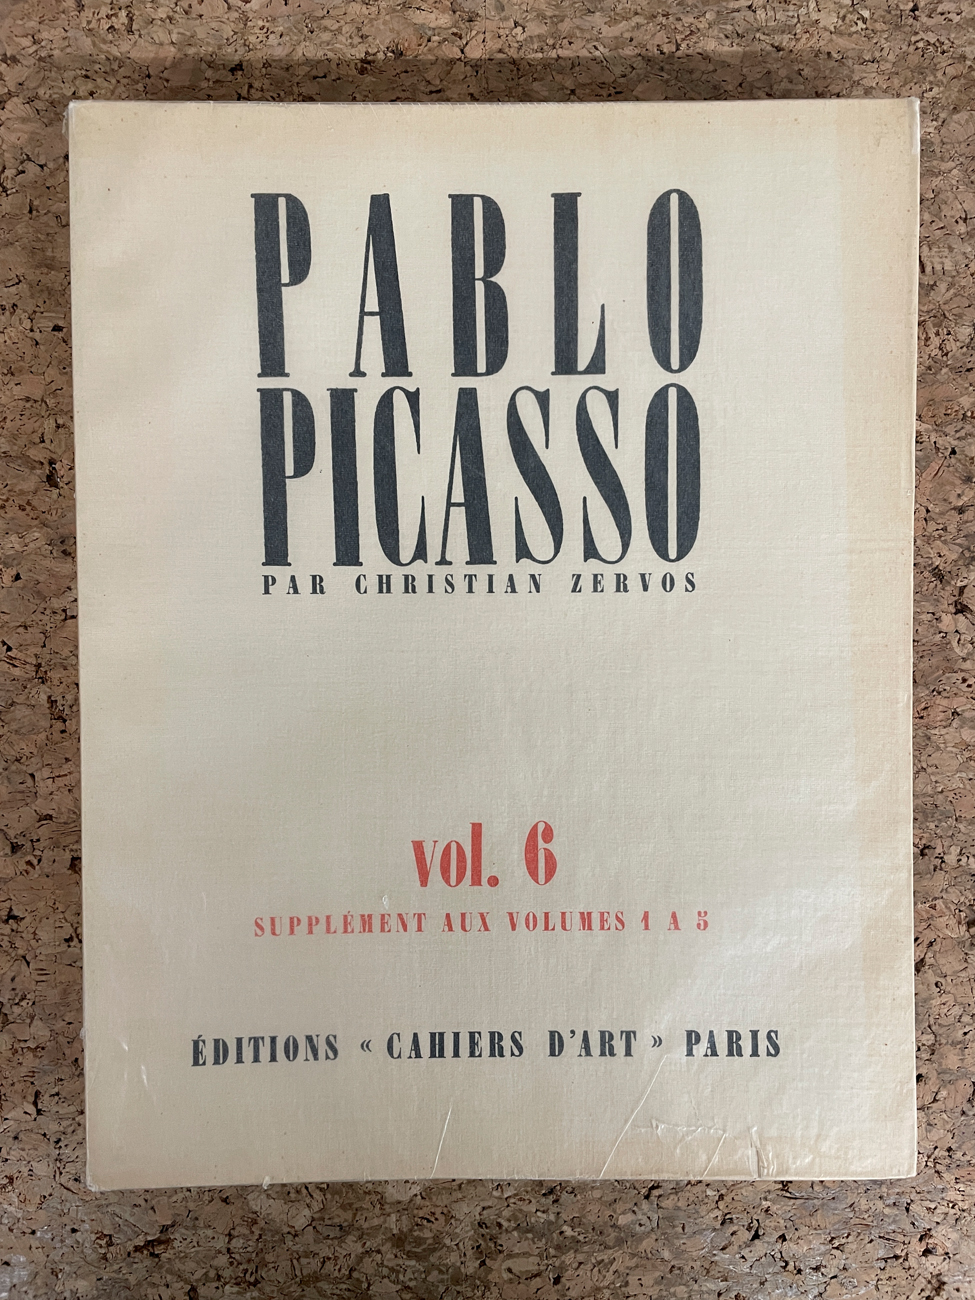 PABLO
PICASSO
PAR CHRISTIAN ZERVOS
vol. 6
SUPPLÉMENT AUX VOLUMES 1 A 5
ÉDITIONS « CAHIERS D'ART » PARIS